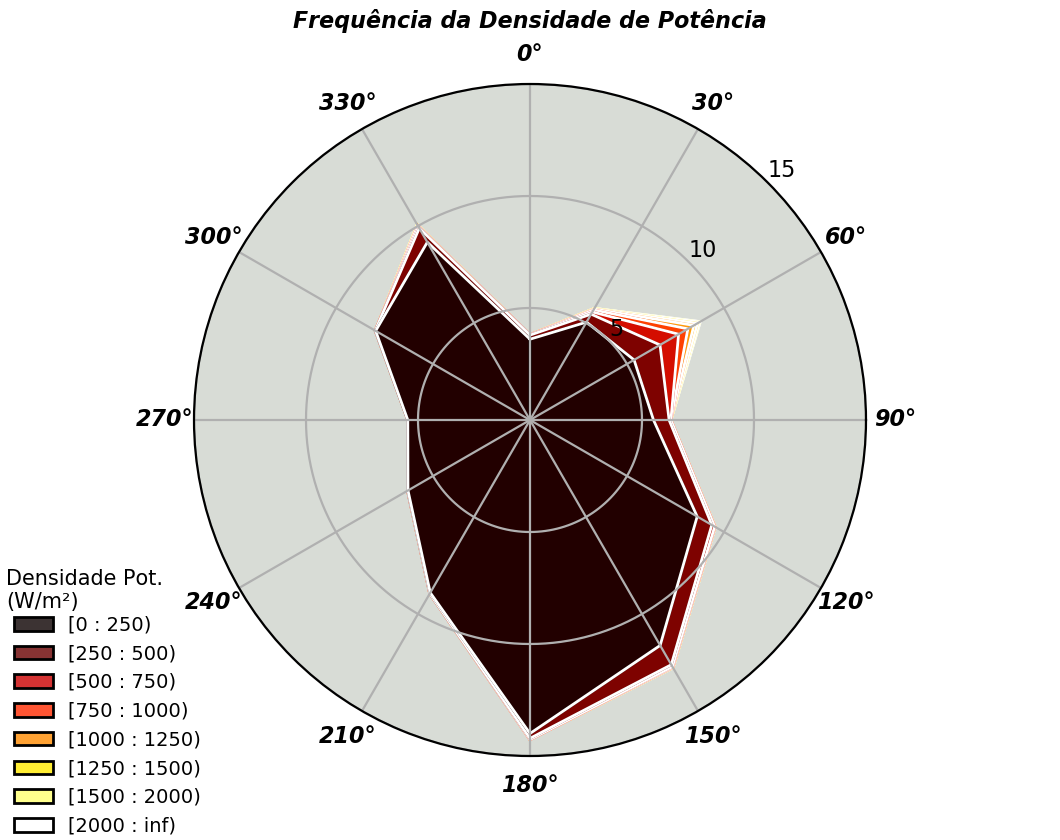 Frequência da Densidade de Potência
0°
330°
30°
15
300°
60°
10
5
270°
90°
240°
120°
210°
150°
180°
Densidade Pot.
(W/m²)
[0 : 250)
[250 : 500)
[500 : 750)
[750 : 1000)
[1000 : 1250)
[1250 : 1500)
[1500 : 2000)
[2000 : inf)